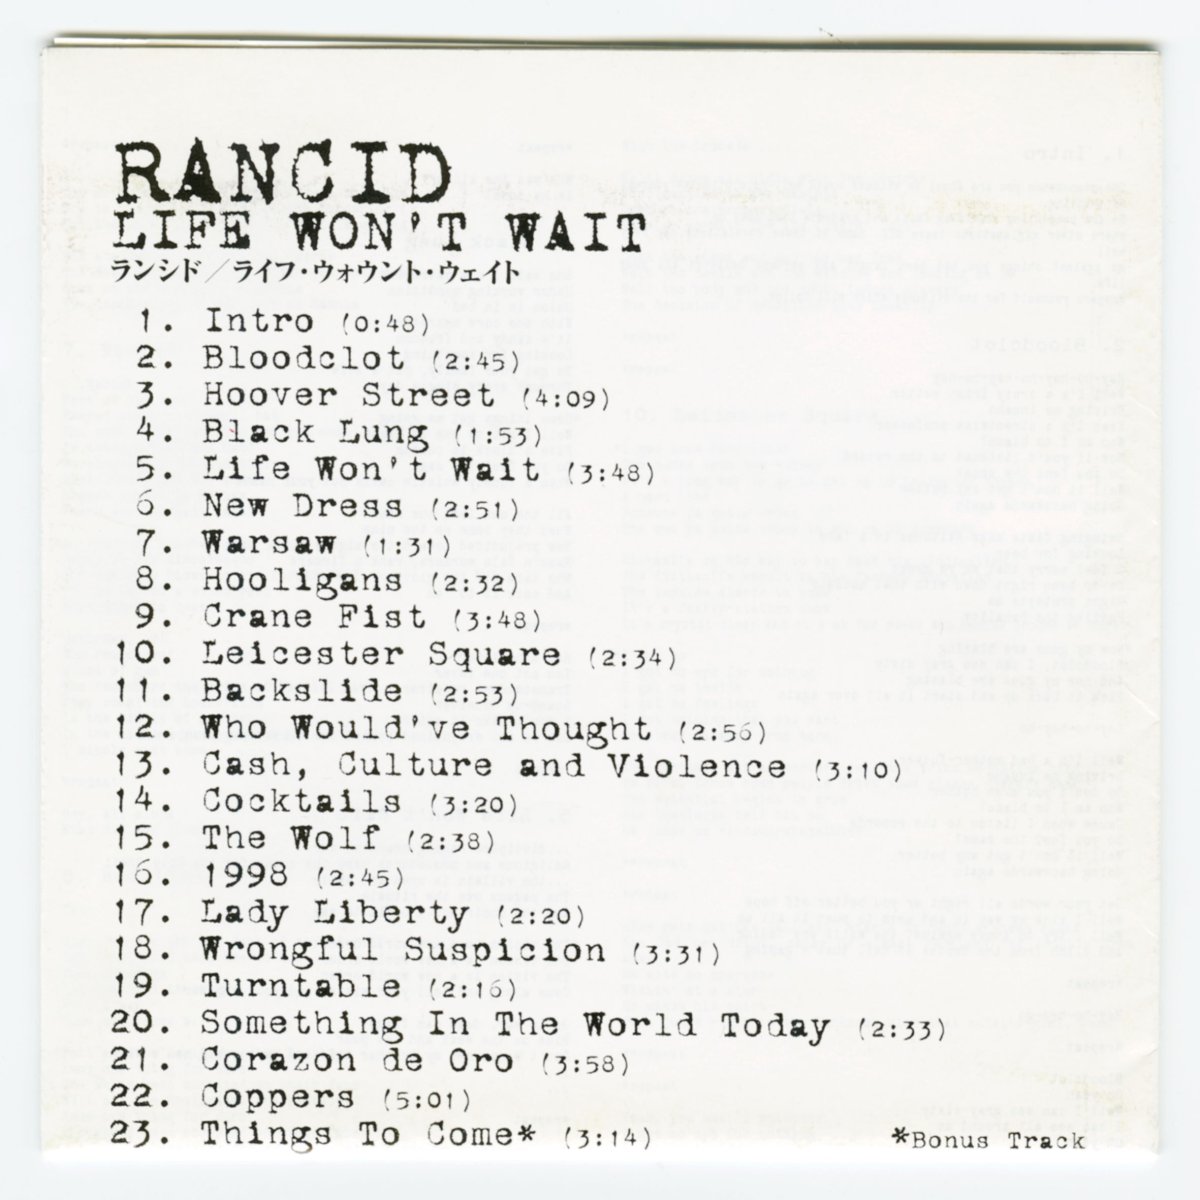 RANCID
LIFE WON'T WAIT
ランシド／ライフ・ウォウント・ウェイト
1. Intro (0:48)
2. Bloodclot (2:45)
3. Hoover Street (4:09)
4. Black Lung (1:53)
5. Life Won't Wait (3:48)
6. New Dress (2:51)
7. Warsaw (1:31)
8. Hooligans (2:32)
9. Crane Fist (3:48)
10. Leicester Square (2:34)
11. Backslide (2:53)
12. Who Would've Thought (2:56)
13. Cash, Culture and Violence (3:10)
14. Cocktails (3:20)
15. The Wolf (2:38)
16. 1998 (2:45)
17. Lady Liberty (2:20)
18. Wrongful Suspicion (3:31)
19. Turntable (2:16)
20. Something In The World Today (2:33)
21. Corazon de Oro (3:58)
22. Coppers (5:01)
23. Things To Come* (3:14)
*Bonus Track